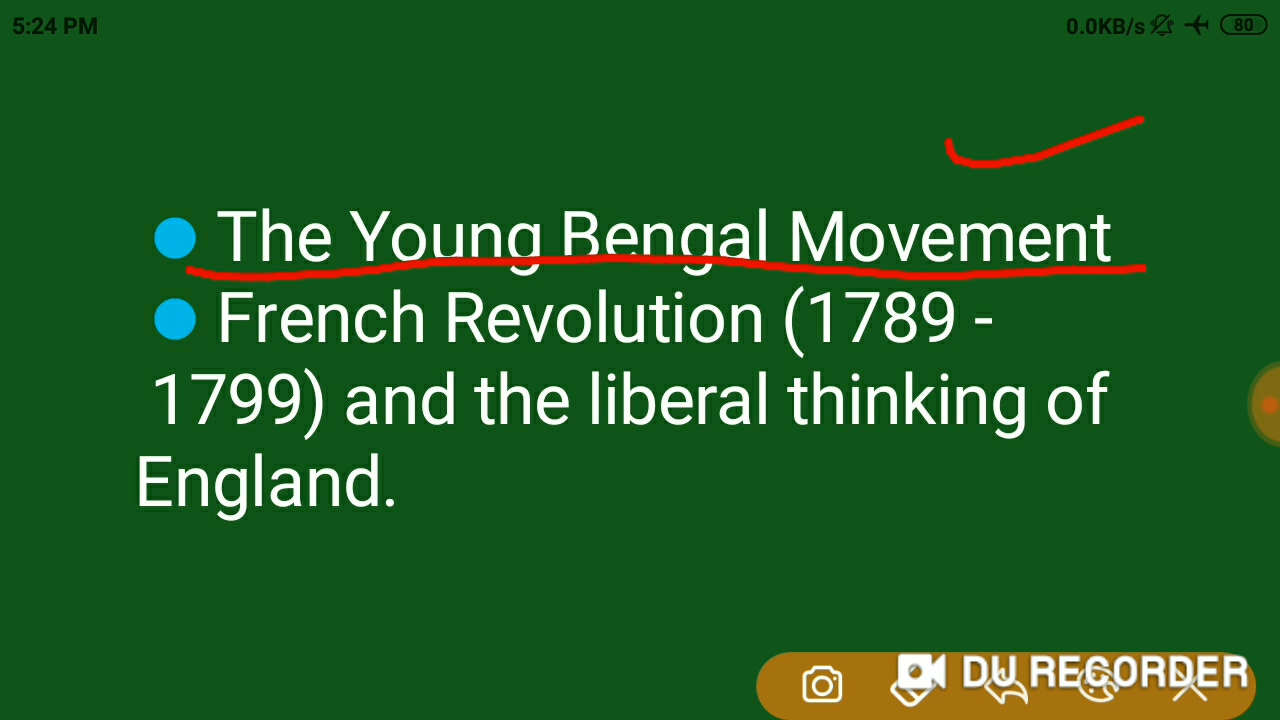 5:24 PM
0.0KB/s
80
● The Young Bengal Movement
● French Revolution (1789 -
1799) and the liberal thinking of
England.
DU RECORDER